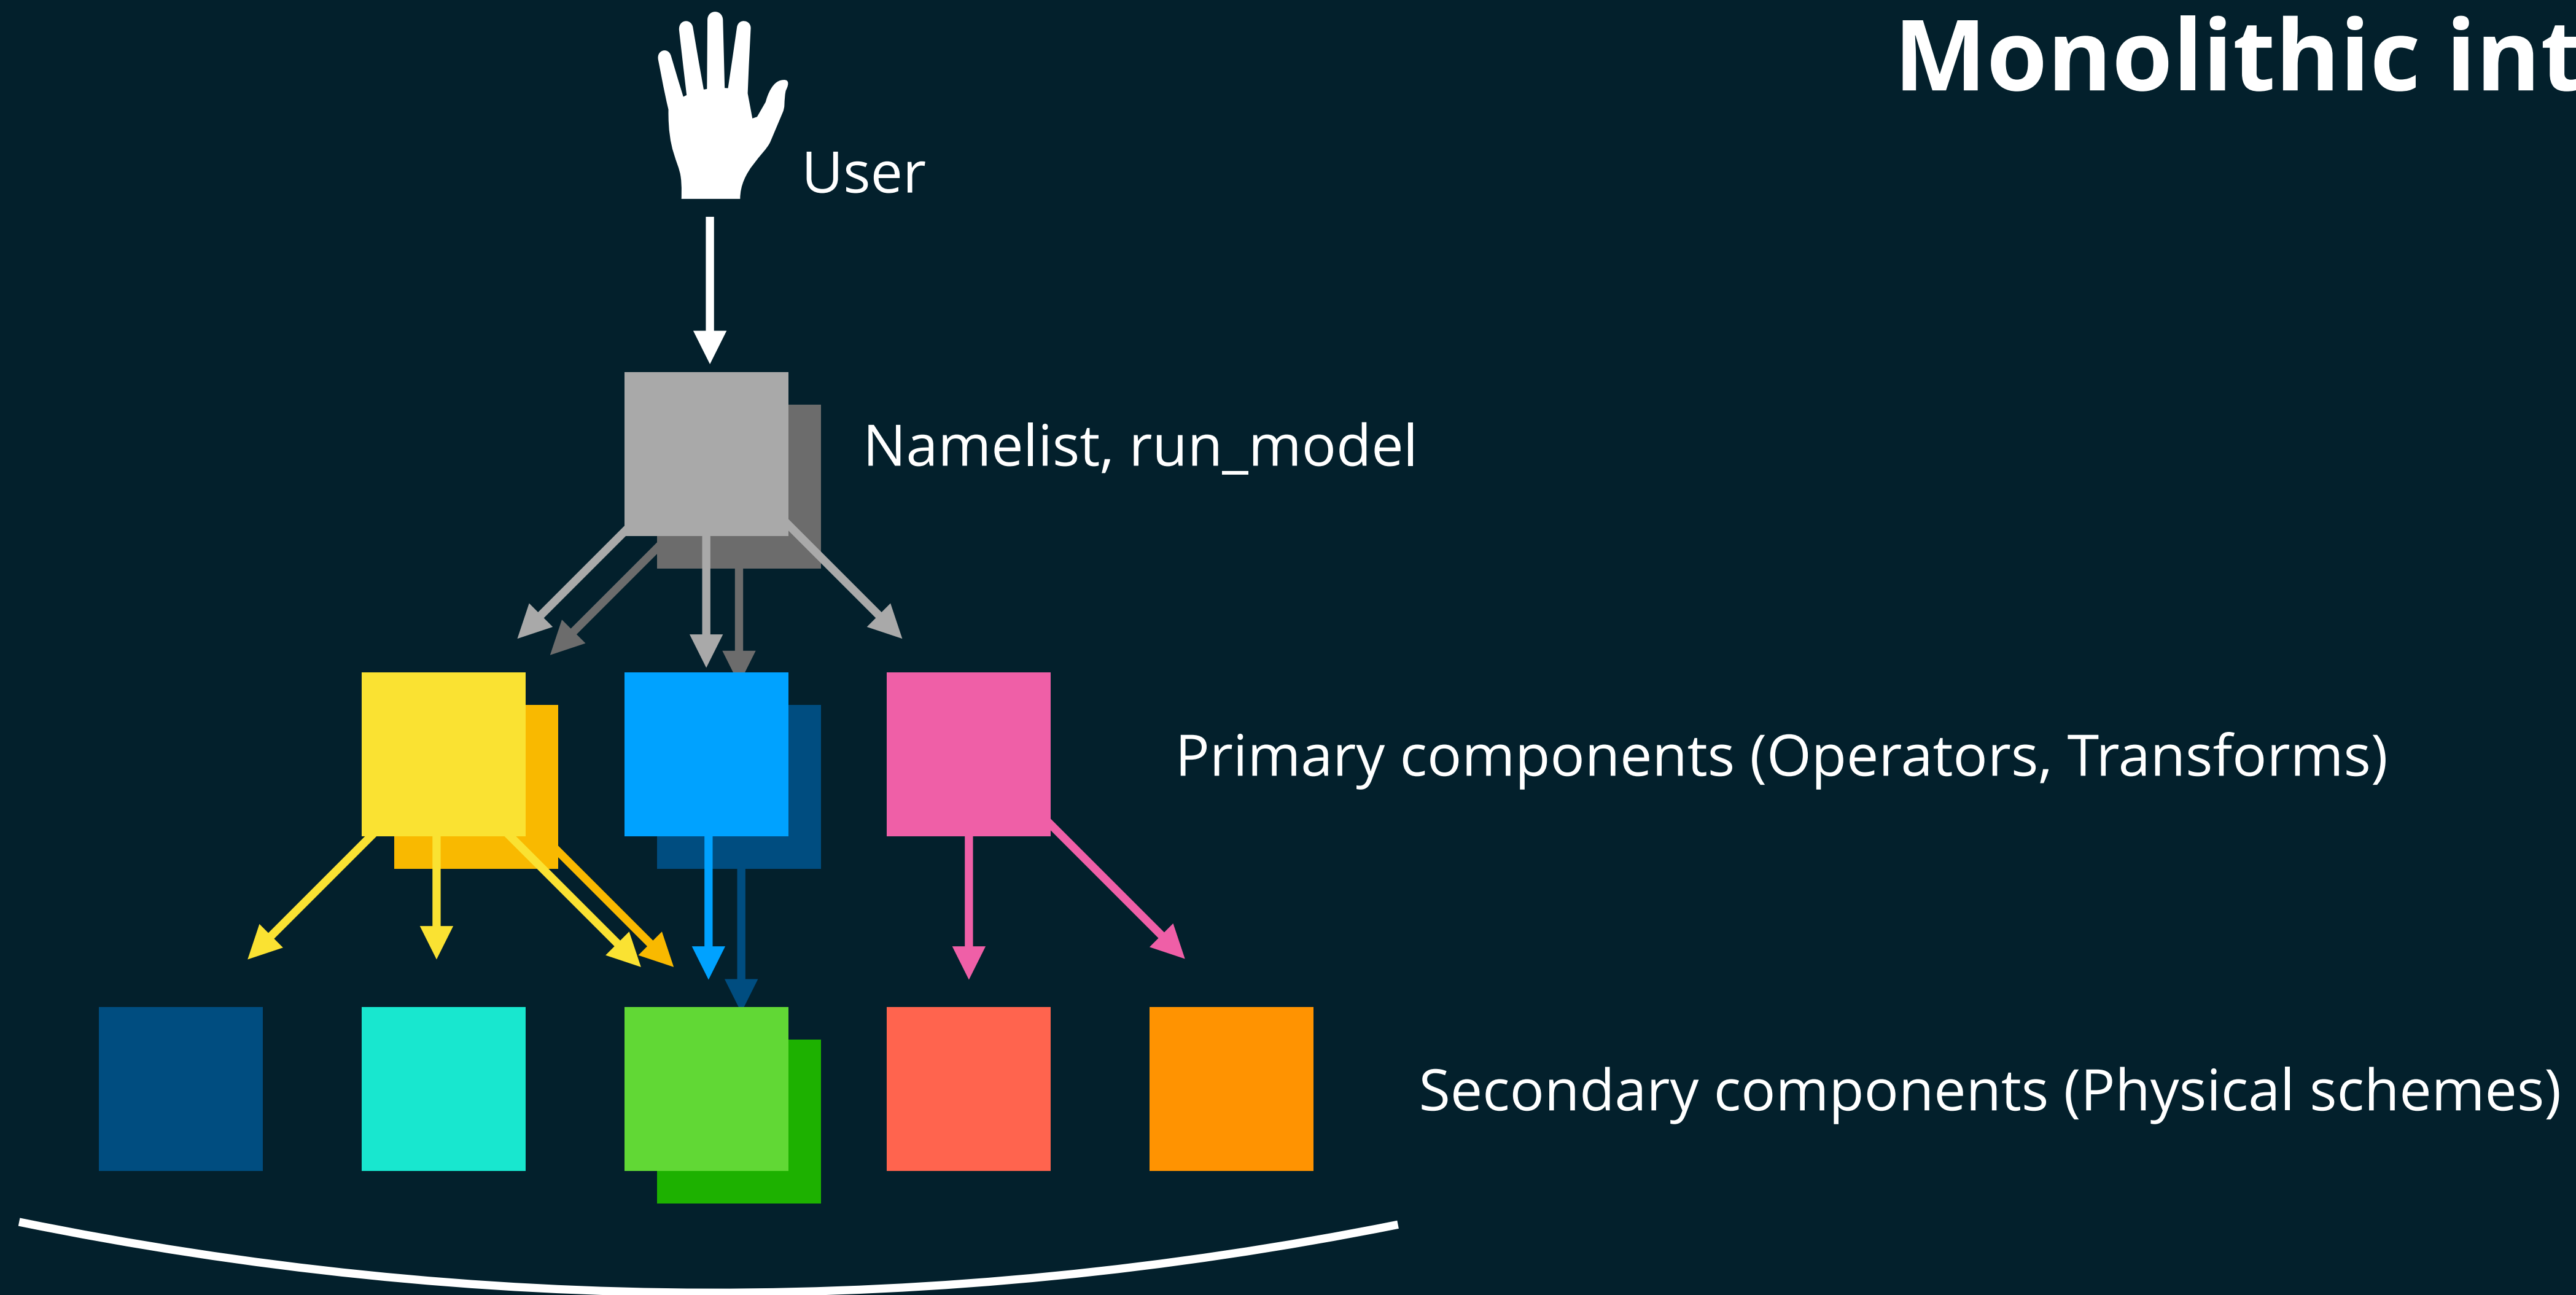 Monolithic int
User
Namelist, run_model
Primary components (Operators, Transforms)
Secondary components (Physical schemes)